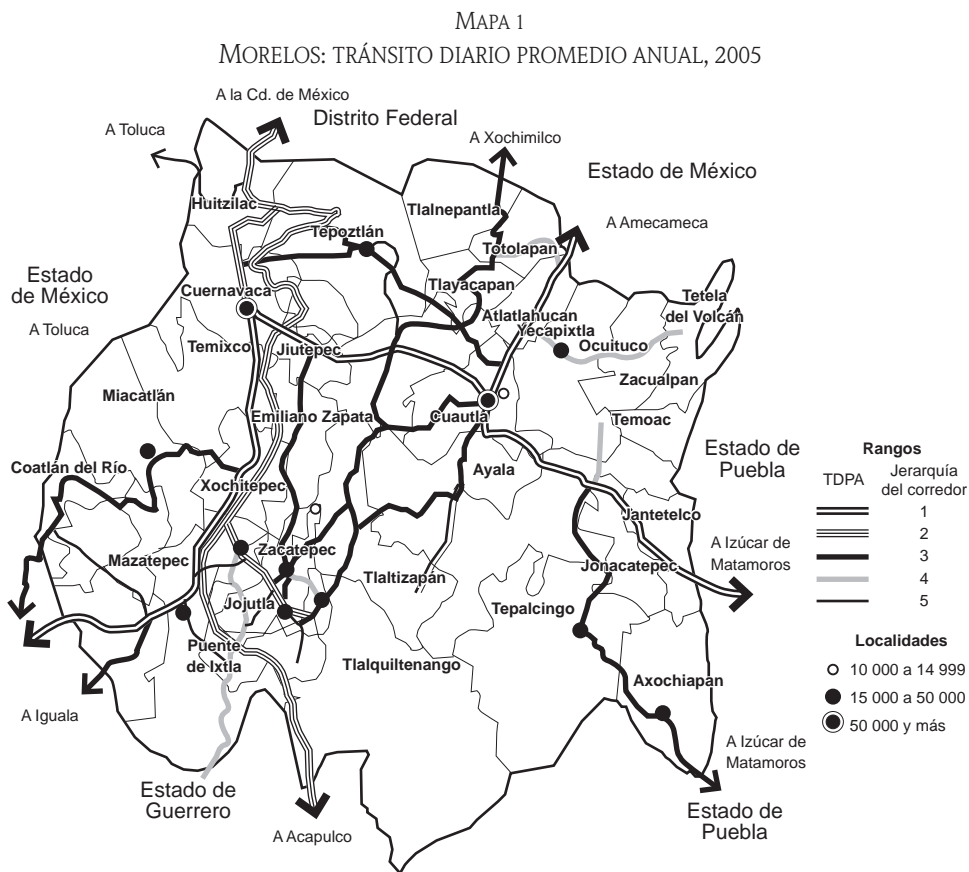 MAPA 1
MORELOS: TRÁNSITO DIARIO PROMEDIO ANUAL, 2005
A la Cd. de México
Distrito Federal
A Toluca
A Xochimilco
Estado de México
Huitzilac
Tlalnepantla
A Amecameca
Tepoztlán
Totolapan
Estado
de México
Tlayacapan
Cuernavaca
Tetela
del Volcán
A Toluca
Atlatlahucan
Yecapixtla
Temixco
Jiutepec
Ocuituco
Zacualpan
Miacatlán
Emiliano Zapata
Cuautla
Temoac
Estado de
Puebla
Coatlán del Río
Ayala
Xochitepec
Jantetelco
Mazatepec
Zacatepec
A Izúcar de
Matamoros
Jonacatepec
Tlaltizapán
Jojutla
Tepalcingo
Puente
de Ixtla
Tlalquiltenango
Axochiapan
A Iguala
A Izúcar de
Matamoros
Estado de
Guerrero
Estado de
Puebla
A Acapulco
Rangos
TDPA
Jerarquía
del corredor
1
2
3
4
5
Localidades
10 000 a 14 999
15 000 a 50 000
50 000 y más